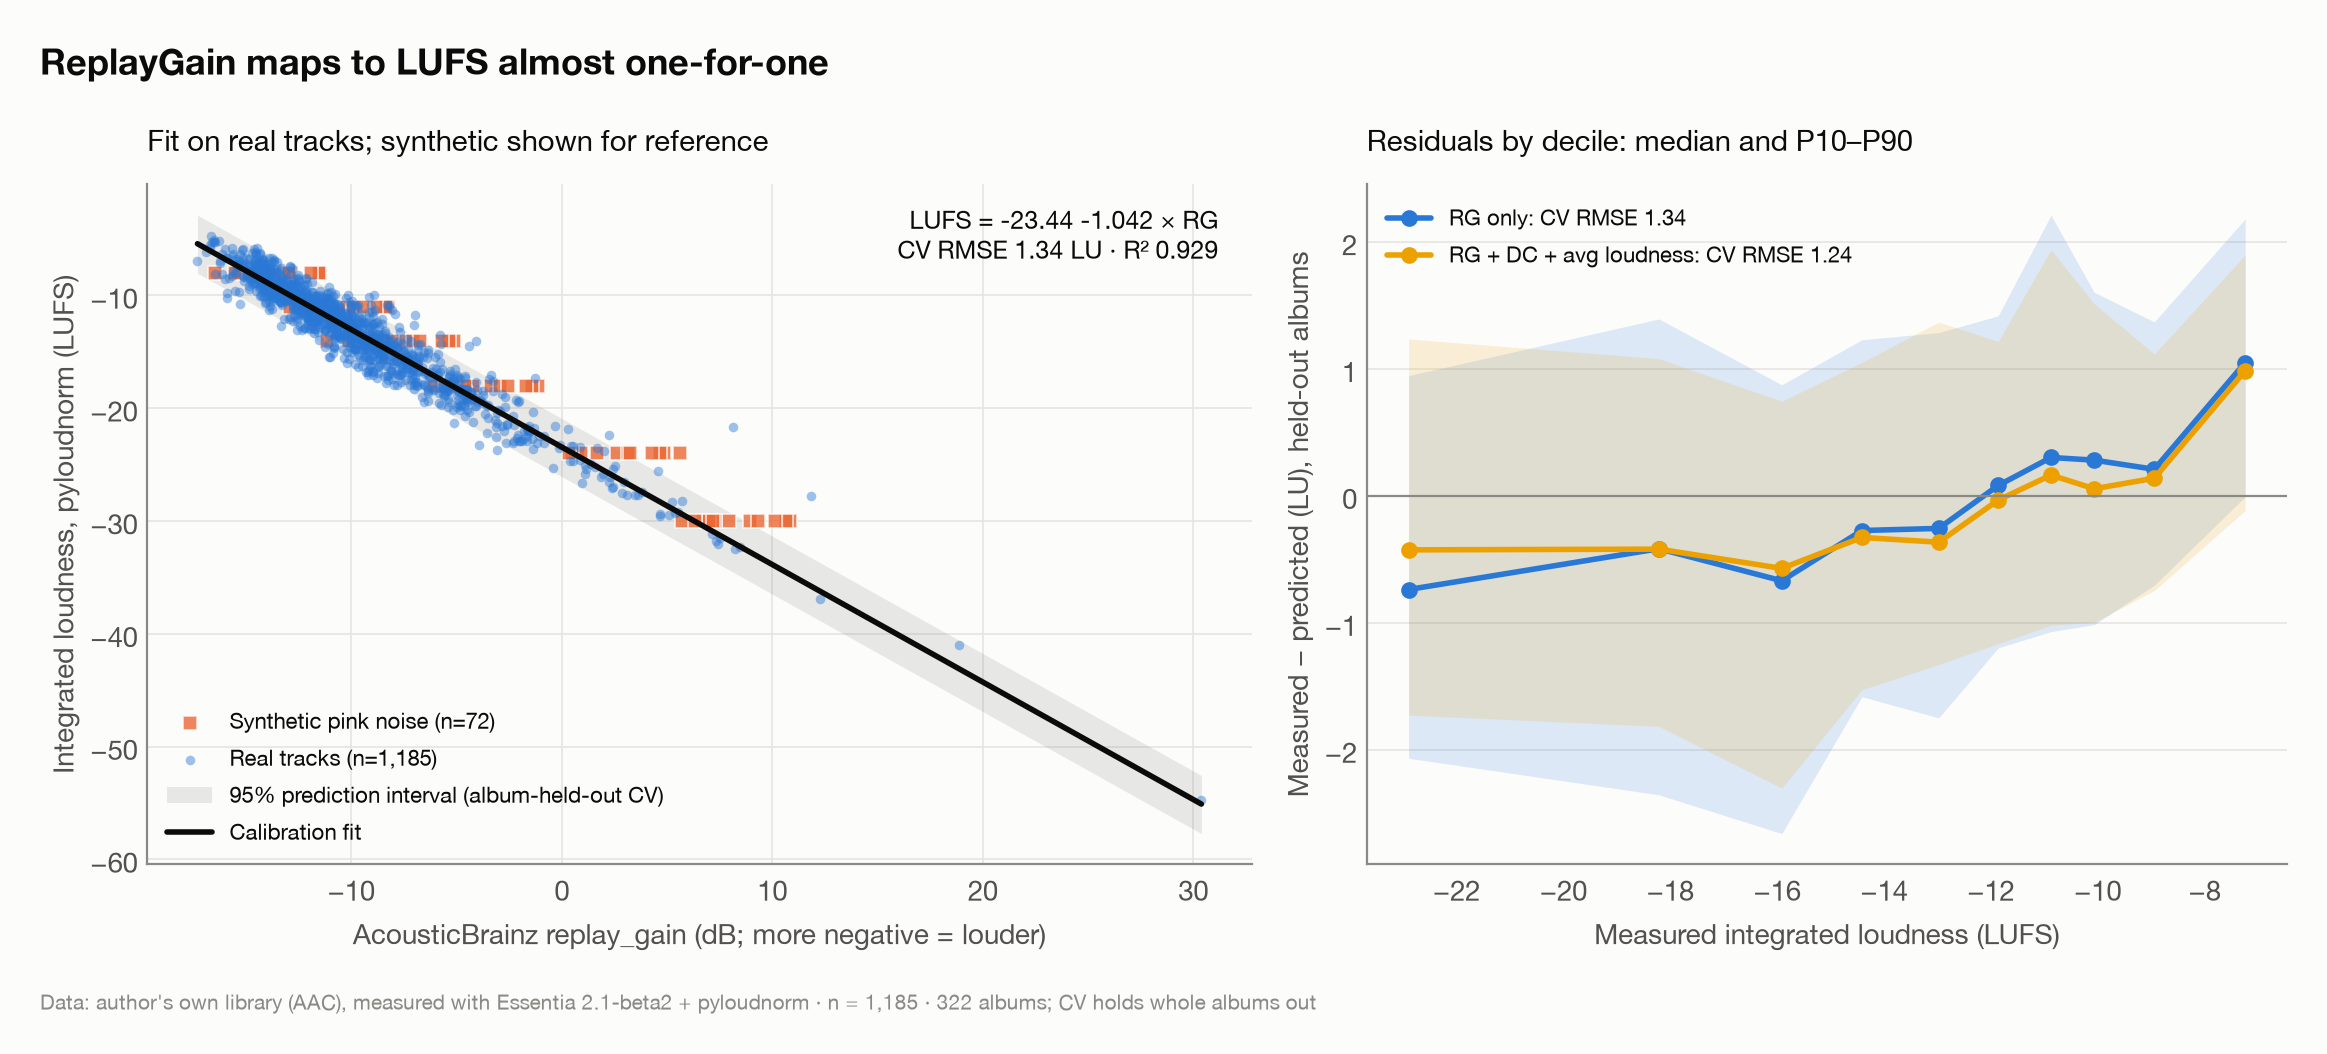 ReplayGain maps to LUFS almost one-for-one
Fit on real tracks; synthetic shown for reference
LUFS = -23.44 -1.042 × RG
CV RMSE 1.34 LU · R² 0.929
Integrated loudness, pyloudnorm (LUFS)
−10
−20
−30
−40
−50
−60
Synthetic pink noise (n=72)
Real tracks (n=1,185)
95% prediction interval (album-held-out CV)
Calibration fit
−10
0
10
20
30
AcousticBrainz replay_gain (dB; more negative = louder)
Residuals by decile: median and P10–P90
RG only: CV RMSE 1.34
RG + DC + avg loudness: CV RMSE 1.24
Measured − predicted (LU), held-out albums
2
1
0
−1
−2
−22
−20
−18
−16
−14
−12
−10
−8
Measured integrated loudness (LUFS)
Data: author's own library (AAC), measured with Essentia 2.1-beta2 + pyloudnorm · n = 1,185 · 322 albums; CV holds whole albums out